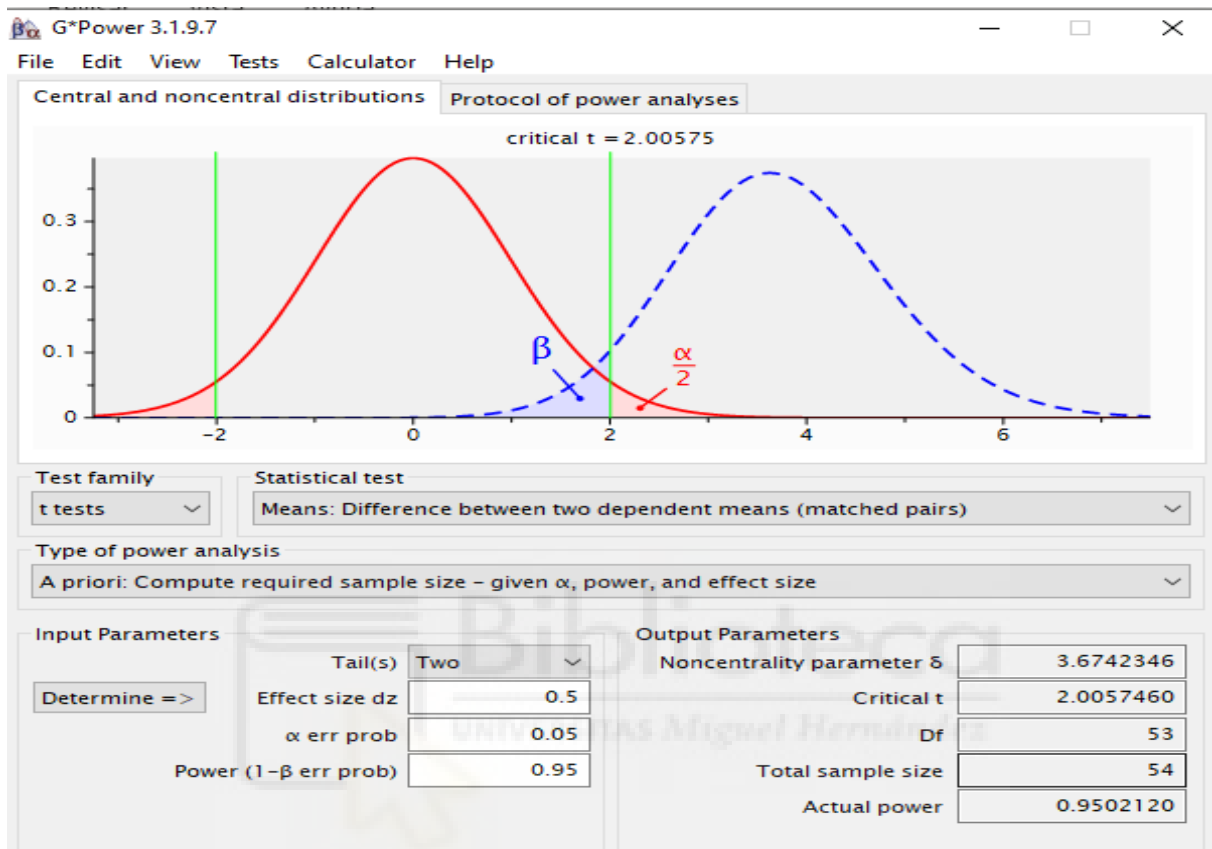 G*Power 3.1.9.7
File Edit View Tests Calculator Help
Central and noncentral distributions Protocol of power analyses
critical t = 2.00575
0.3
0.2
0.1
0
β
α
2
-2 0 2 4 6
Test family Statistical test
t tests Means: Difference between two dependent means (matched pairs)
Type of power analysis
A priori: Compute required sample size – given α, power, and effect size
Input Parameters Output Parameters
Tail(s) Two Noncentrality parameter δ 3.6742346
Determine => Effect size dz 0.5 Critical t 2.0057460
α err prob 0.05 Df 53
Power (1-β err prob) 0.95 Total sample size 54
Actual power 0.9502120
Biblioteca
UNIVERSITAS Miguel Hernández